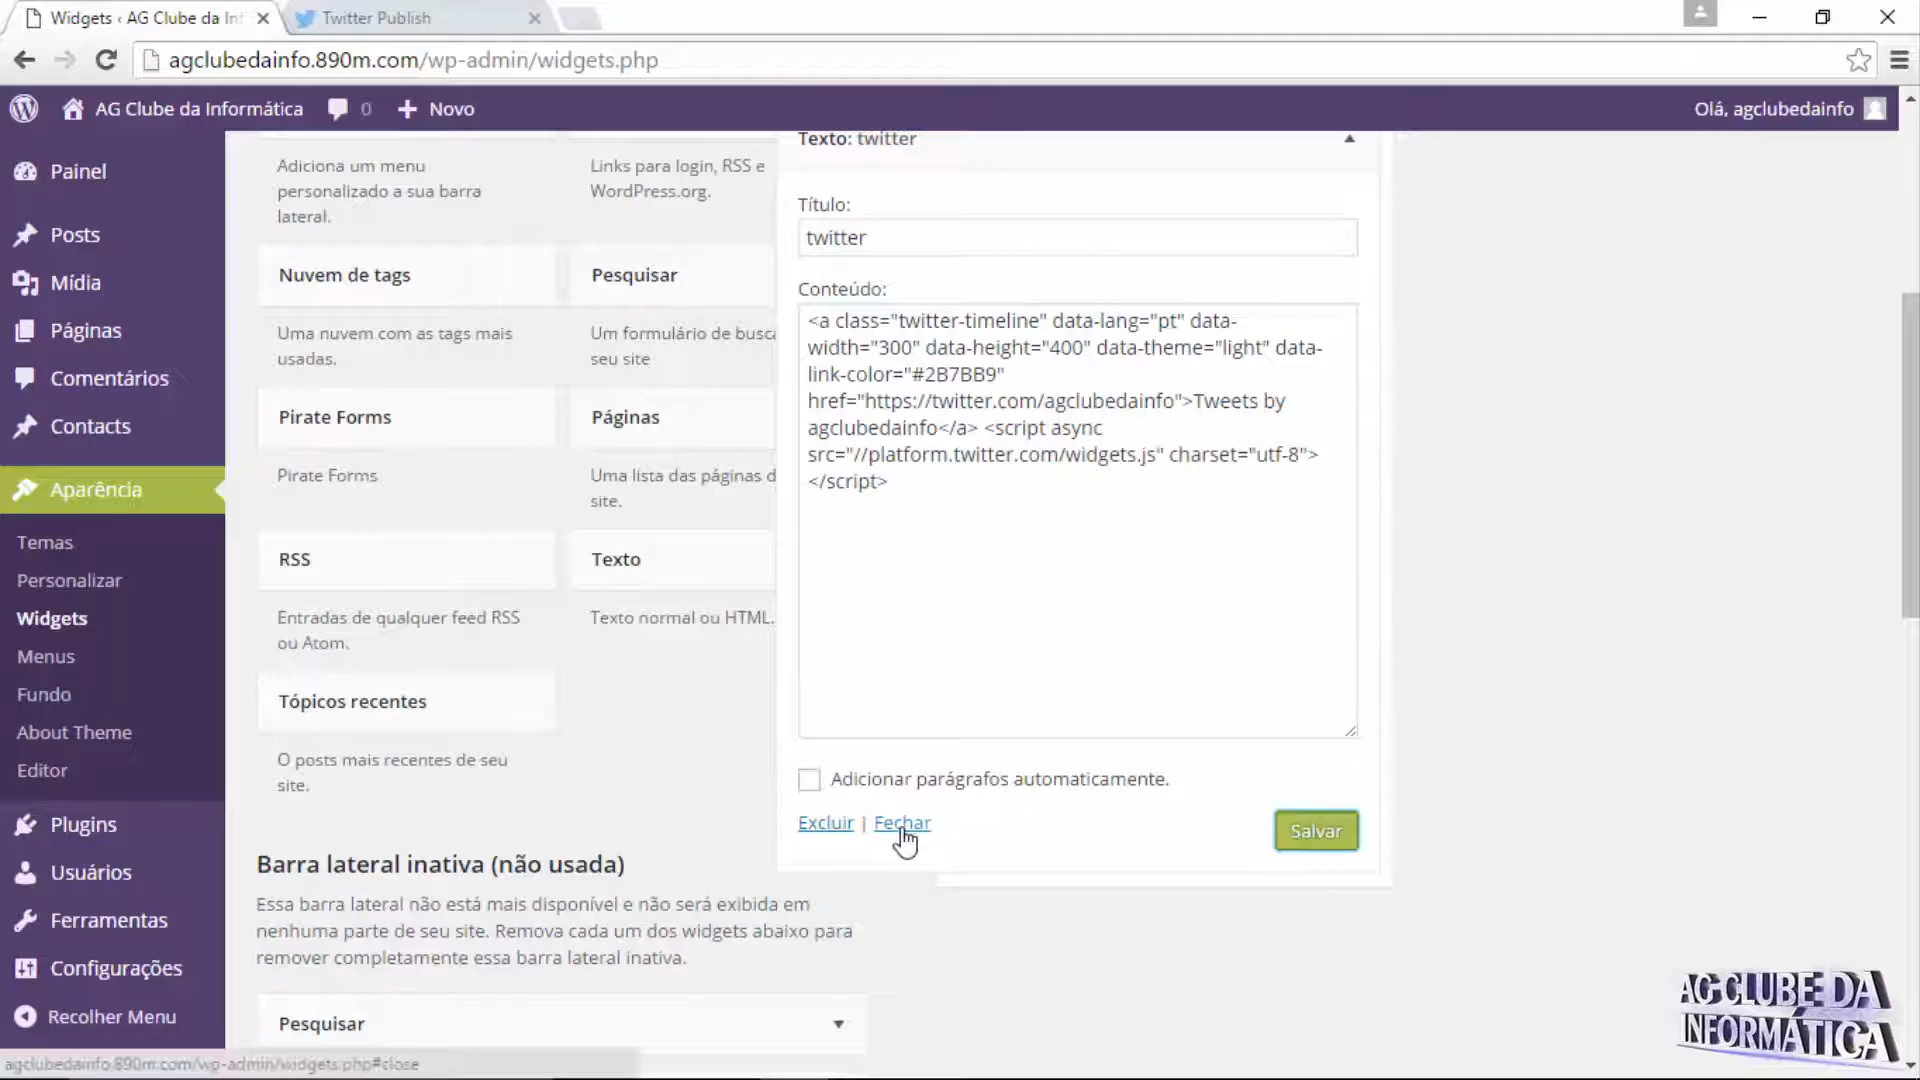 Widgets ‹ AG Clube da Inf
Twitter Publish
agclubedainfo.890m.com/wp-admin/widgets.php
AG Clube da Informática
0
Novo
Olá, agclubedainfo
Painel
Posts
Mídia
Páginas
Comentários
Contacts
Aparência
Temas
Personalizar
Widgets
Menus
Fundo
About Theme
Editor
Plugins
Usuários
Ferramentas
Configurações
Recolher Menu
Adiciona um menu
personalizado a sua barra
lateral.
Links para login, RSS e
WordPress.org.
Nuvem de tags
Pesquisar
Uma nuvem com as tags mais
usadas.
Um formulário de busca
seu site
Pirate Forms
Páginas
Pirate Forms
Uma lista das páginas d
site.
RSS
Texto
Entradas de qualquer feed RSS
ou Atom.
Texto normal ou HTML.
Tópicos recentes
O posts mais recentes de seu
site.
Texto: twitter
Título:
twitter
Conteúdo:
<a class="twitter-timeline" data-lang="pt" data-
width="300" data-height="400" data-theme="light" data-
link-color="#2B7BB9"
href="https://twitter.com/agclubedainfo">Tweets by
agclubedainfo</a> <script async
src="//platform.twitter.com/widgets.js" charset="utf-8">
</script>
Adicionar parágrafos automaticamente.
Excluir | Fechar
Salvar
Barra lateral inativa (não usada)
Essa barra lateral não está mais disponível e não será exibida em
nenhuma parte de seu site. Remova cada um dos widgets abaixo para
remover completamente essa barra lateral inativa.
Pesquisar
agclubedainfo.890m.com/wp-admin/widgets.php#close
AG CLUBE DA
INFORMÁTICA